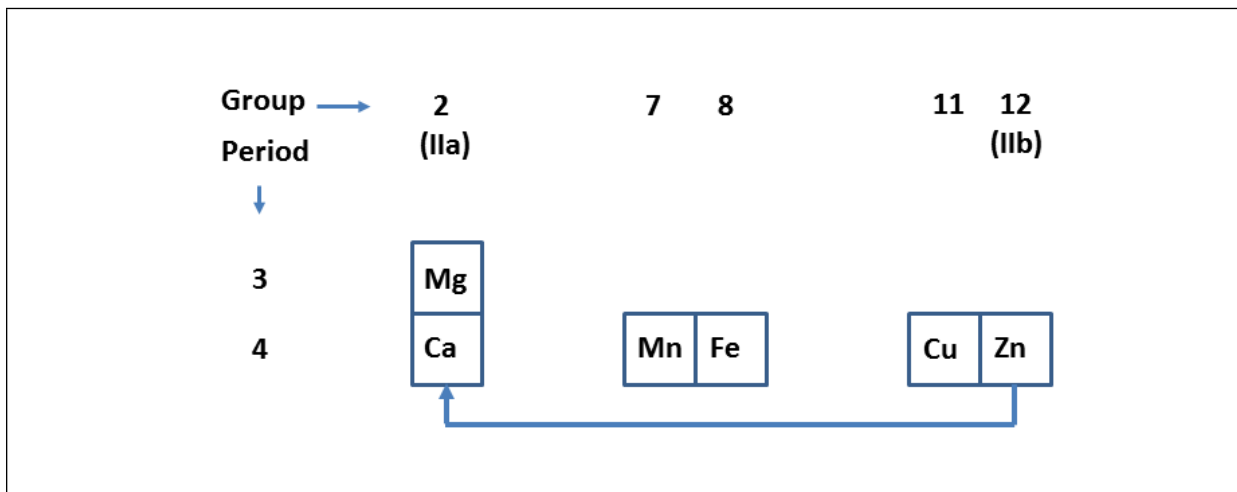 Group 2 7 8 11 12
(IIa) (IIb)
Period
3 Mg
4 Ca Mn Fe Cu Zn